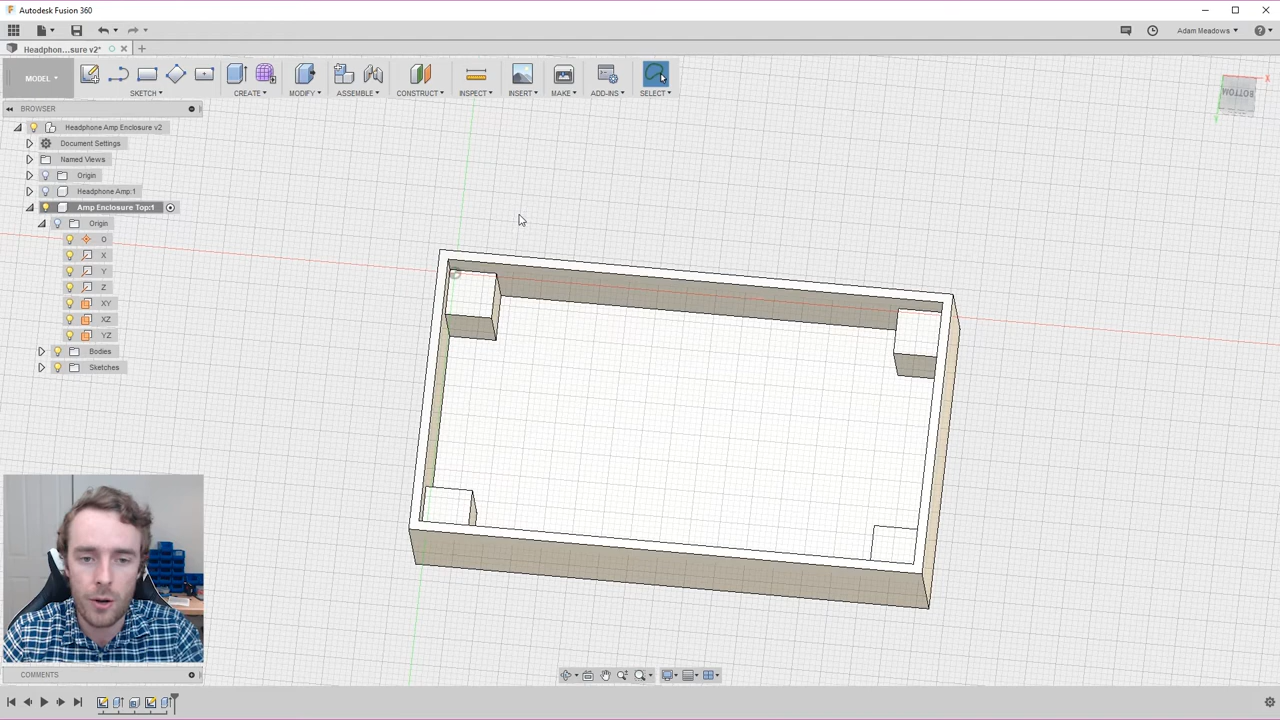 Autodesk Fusion 360
Adam Meadows
Headphon...sure v2*
MODEL
SKETCH
CREATE
MODIFY
ASSEMBLE
CONSTRUCT
INSPECT
INSERT
MAKE
ADD-INS
SELECT
BROWSER
Headphone Amp Enclosure v2
Document Settings
Named Views
Origin
Headphone Amp:1
Amp Enclosure Top:1
Origin
O
X
Y
Z
XY
XZ
YZ
Bodies
Sketches
BOTTOM
X
COMMENTS